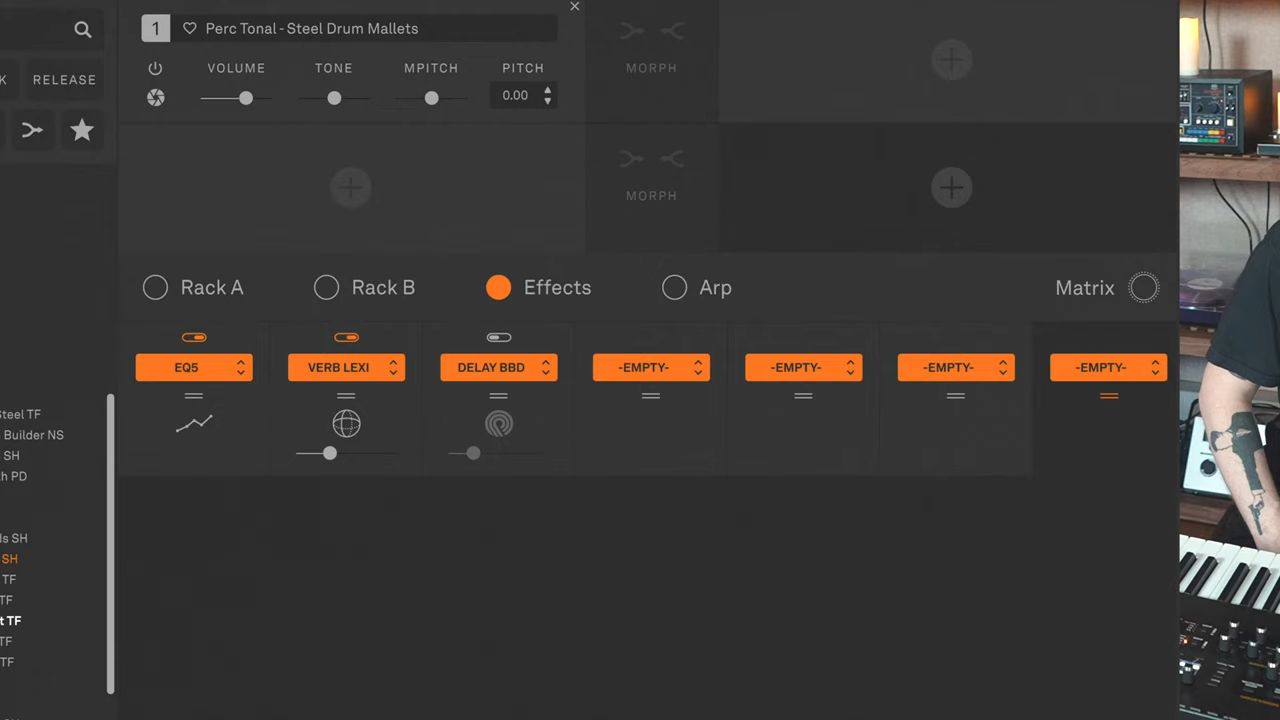 1 Perc Tonal - Steel Drum Mallets
RELEASE
VOLUME TONE MPITCH PITCH
0.00
MORPH
MORPH
Rack A Rack B Effects Arp Matrix
EQ5 VERB LEXI DELAY BBD -EMPTY- -EMPTY- -EMPTY- -EMPTY-
Steel TF
Builder NS
SH
PD
SH
SH
TF
TF
TF
TF
TF